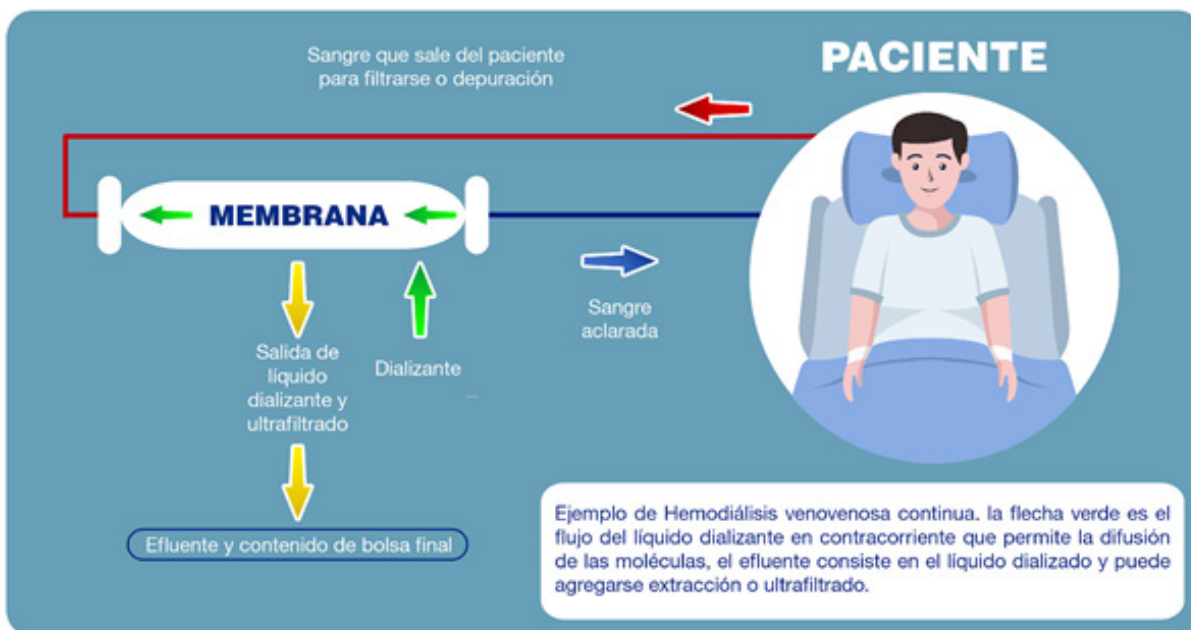 Sangre que sale del paciente
para filtrarse o depuración
PACIENTE
MEMBRANA
Sangre
aclarada
Salida de
líquido
dializante y
ultrafiltrado
Dializante
Efluente y contenido de bolsa final
Ejemplo de Hemodiálisis venovenosa continua. la flecha verde es el
flujo del líquido dializante en contracorriente que permite la difusión
de las moléculas, el efluente consiste en el líquido dializado y puede
agregarse extracción o ultrafiltrado.